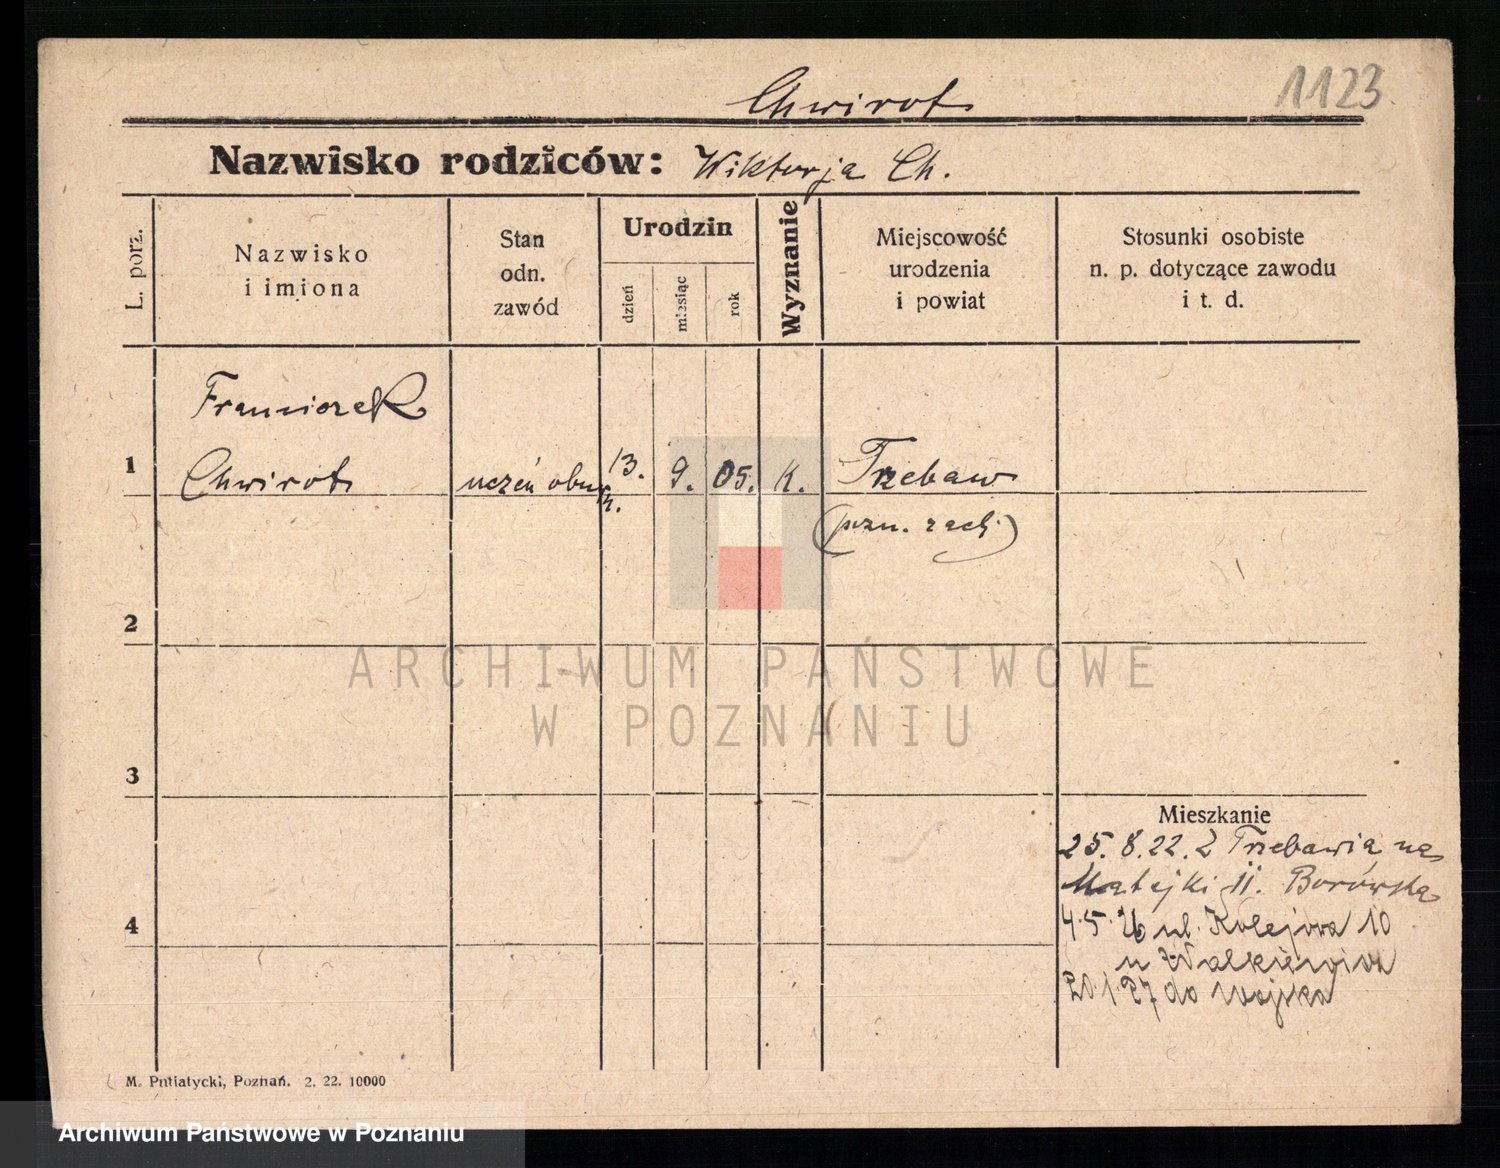 Chwirot
1123
Nazwisko rodziców: Wiktorja Ch.
L. porz.
Nazwisko
i imiona
Stan
odn.
zawód
Urodzin
dzień
miesiąc
rok
Wyznanie
Miejscowość
urodzenia
i powiat
Stosunki osobiste
n. p. dotyczące zawodu
i t. d.
Franciszek
1 Chwirot uczeń 13. 9. 05. K. Trzebaw
(pozn. zach.)
2
ARCHIWUM PAŃSTWOWE
W POZNANIU
3
Mieszkanie
25. 8. 22. Z Trzebawia na
Matejki 11. Borówska
4
4.5.26 ul. Kolejowa 10
u
20.1.27 do wojska
M. Putiatycki, Poznań. 2. 22. 10000
Archiwum Państwowe w Poznaniu